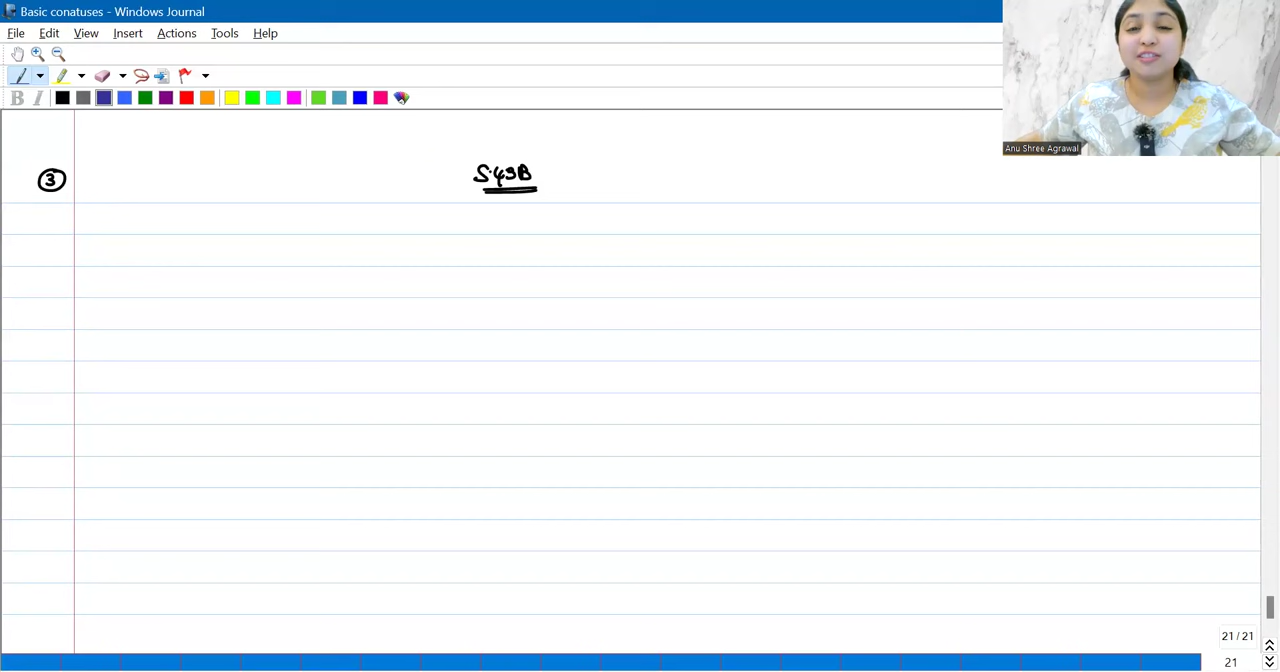 Basic conatuses - Windows Journal
File Edit View Insert Actions Tools Help
B I
Anu Shree Agrawal
3 S.43B
21 / 21
21